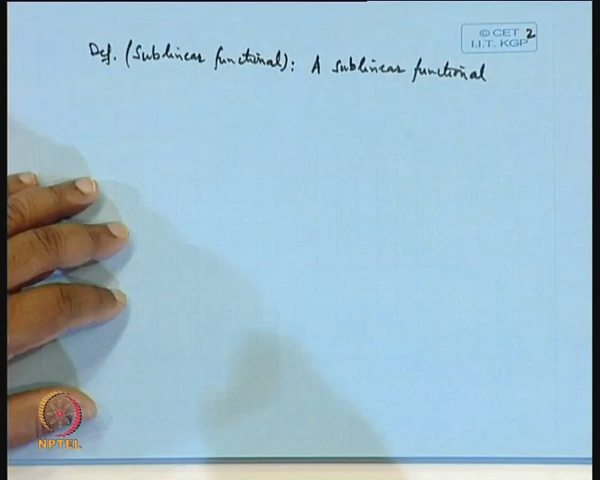 © CET 2
I.I.T. KGP
Def. (Sublinear functional): A sublinear functional
NPTEL